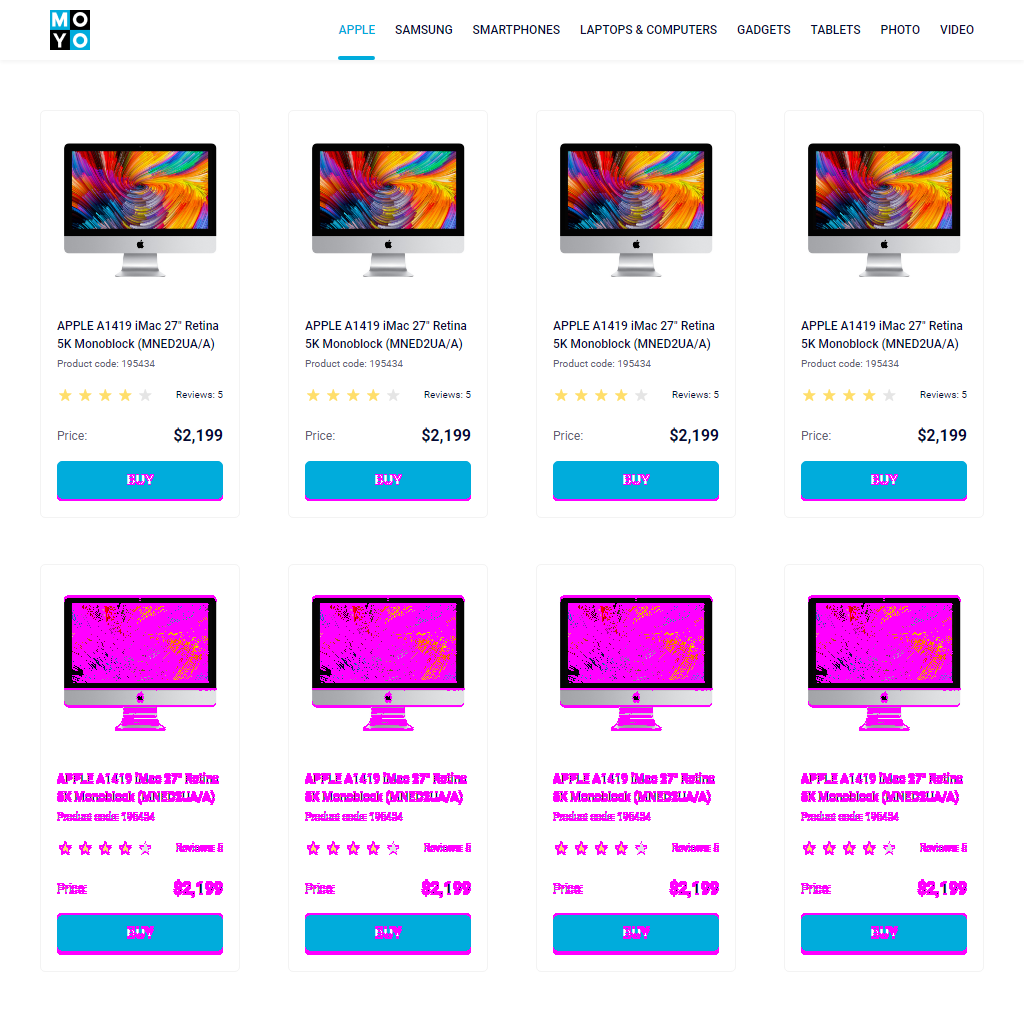 MO
YO
APPLE SAMSUNG SMARTPHONES LAPTOPS & COMPUTERS GADGETS TABLETS PHOTO VIDEO
APPLE A1419 iMac 27" Retina APPLE A1419 iMac 27" Retina APPLE A1419 iMac 27" Retina APPLE A1419 iMac 27" Retina
5K Monoblock (MNED2UA/A) 5K Monoblock (MNED2UA/A) 5K Monoblock (MNED2UA/A) 5K Monoblock (MNED2UA/A)
Product code: 195434 Product code: 195434 Product code: 195434 Product code: 195434
Reviews: 5 Reviews: 5 Reviews: 5 Reviews: 5
Price: $2,199 Price: $2,199 Price: $2,199 Price: $2,199
BUY BUY BUY BUY
APPLE A1419 iMac 27" Retina APPLE A1419 iMac 27" Retina APPLE A1419 iMac 27" Retina APPLE A1419 iMac 27" Retina
5K Monoblock (MNED2UA/A) 5K Monoblock (MNED2UA/A) 5K Monoblock (MNED2UA/A) 5K Monoblock (MNED2UA/A)
Product code: 195434 Product code: 195434 Product code: 195434 Product code: 195434
Reviews: 5 Reviews: 5 Reviews: 5 Reviews: 5
Price: $2,199 Price: $2,199 Price: $2,199 Price: $2,199
BUY BUY BUY BUY